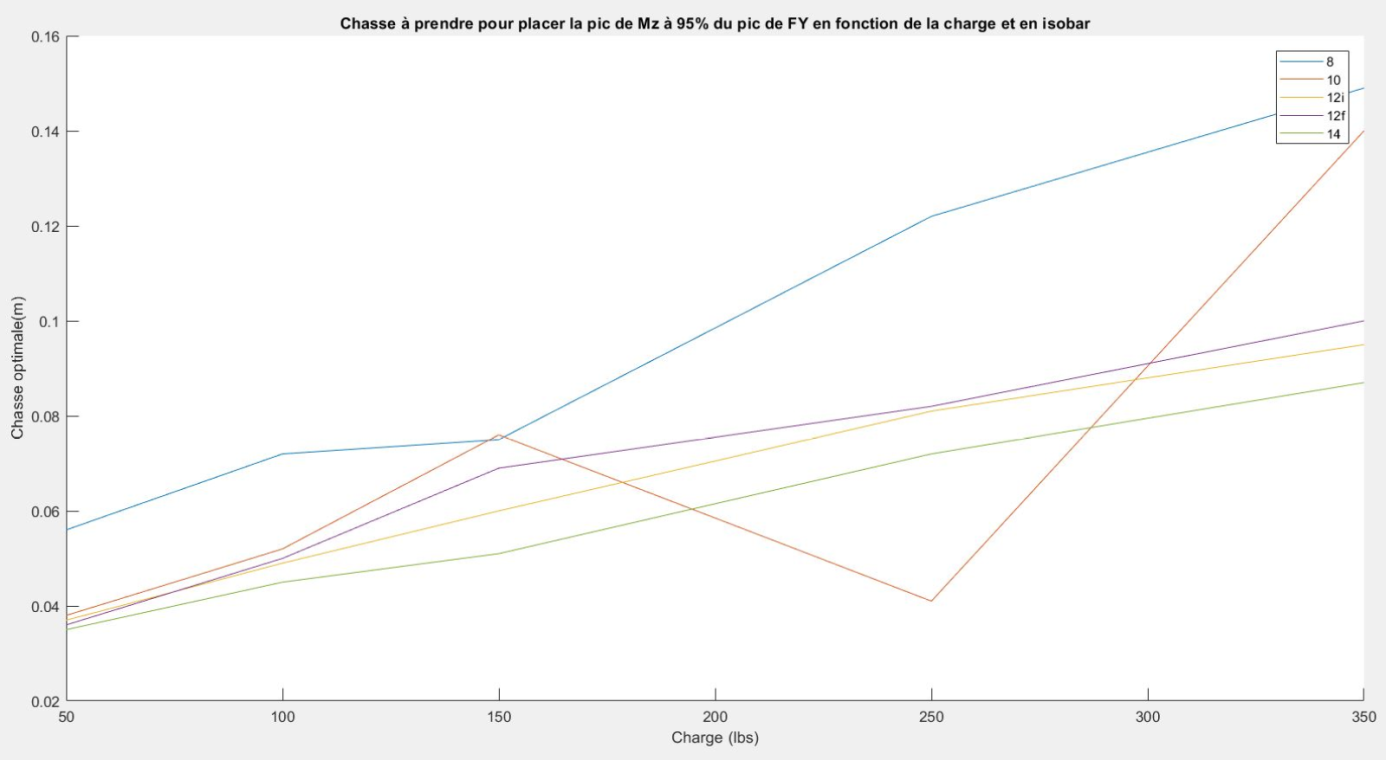 Chasse à prendre pour placer la pic de Mz à 95% du pic de FY en fonction de la charge et en isobar
0.16
0.14
0.12
0.1
0.08
0.06
0.04
0.02
Chasse optimale(m)
50 100 150 200 250 300 350
Charge (lbs)
8
10
12i
12f
14